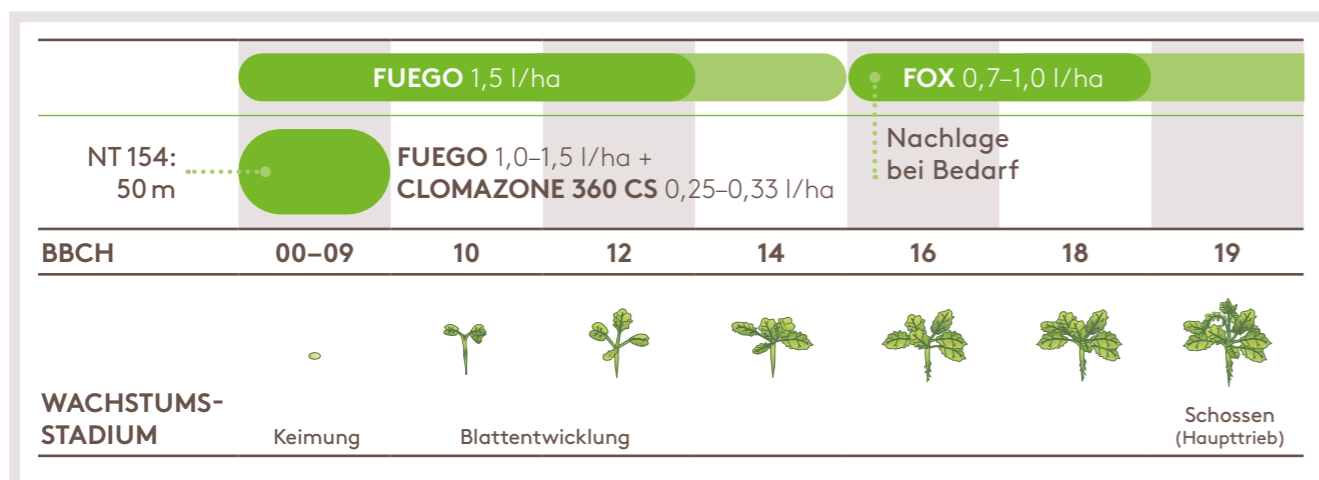 FUEGO 1,5 l/ha
FOX 0,7–1,0 l/ha
NT 154:
50 m
FUEGO 1,0–1,5 l/ha +
CLOMAZONE 360 CS 0,25–0,33 l/ha
Nachlage
bei Bedarf
BBCH 00–09 10 12 14 16 18 19
WACHSTUMS-
STADIUM
Keimung
Blattentwicklung
Schossen
(Haupttrieb)